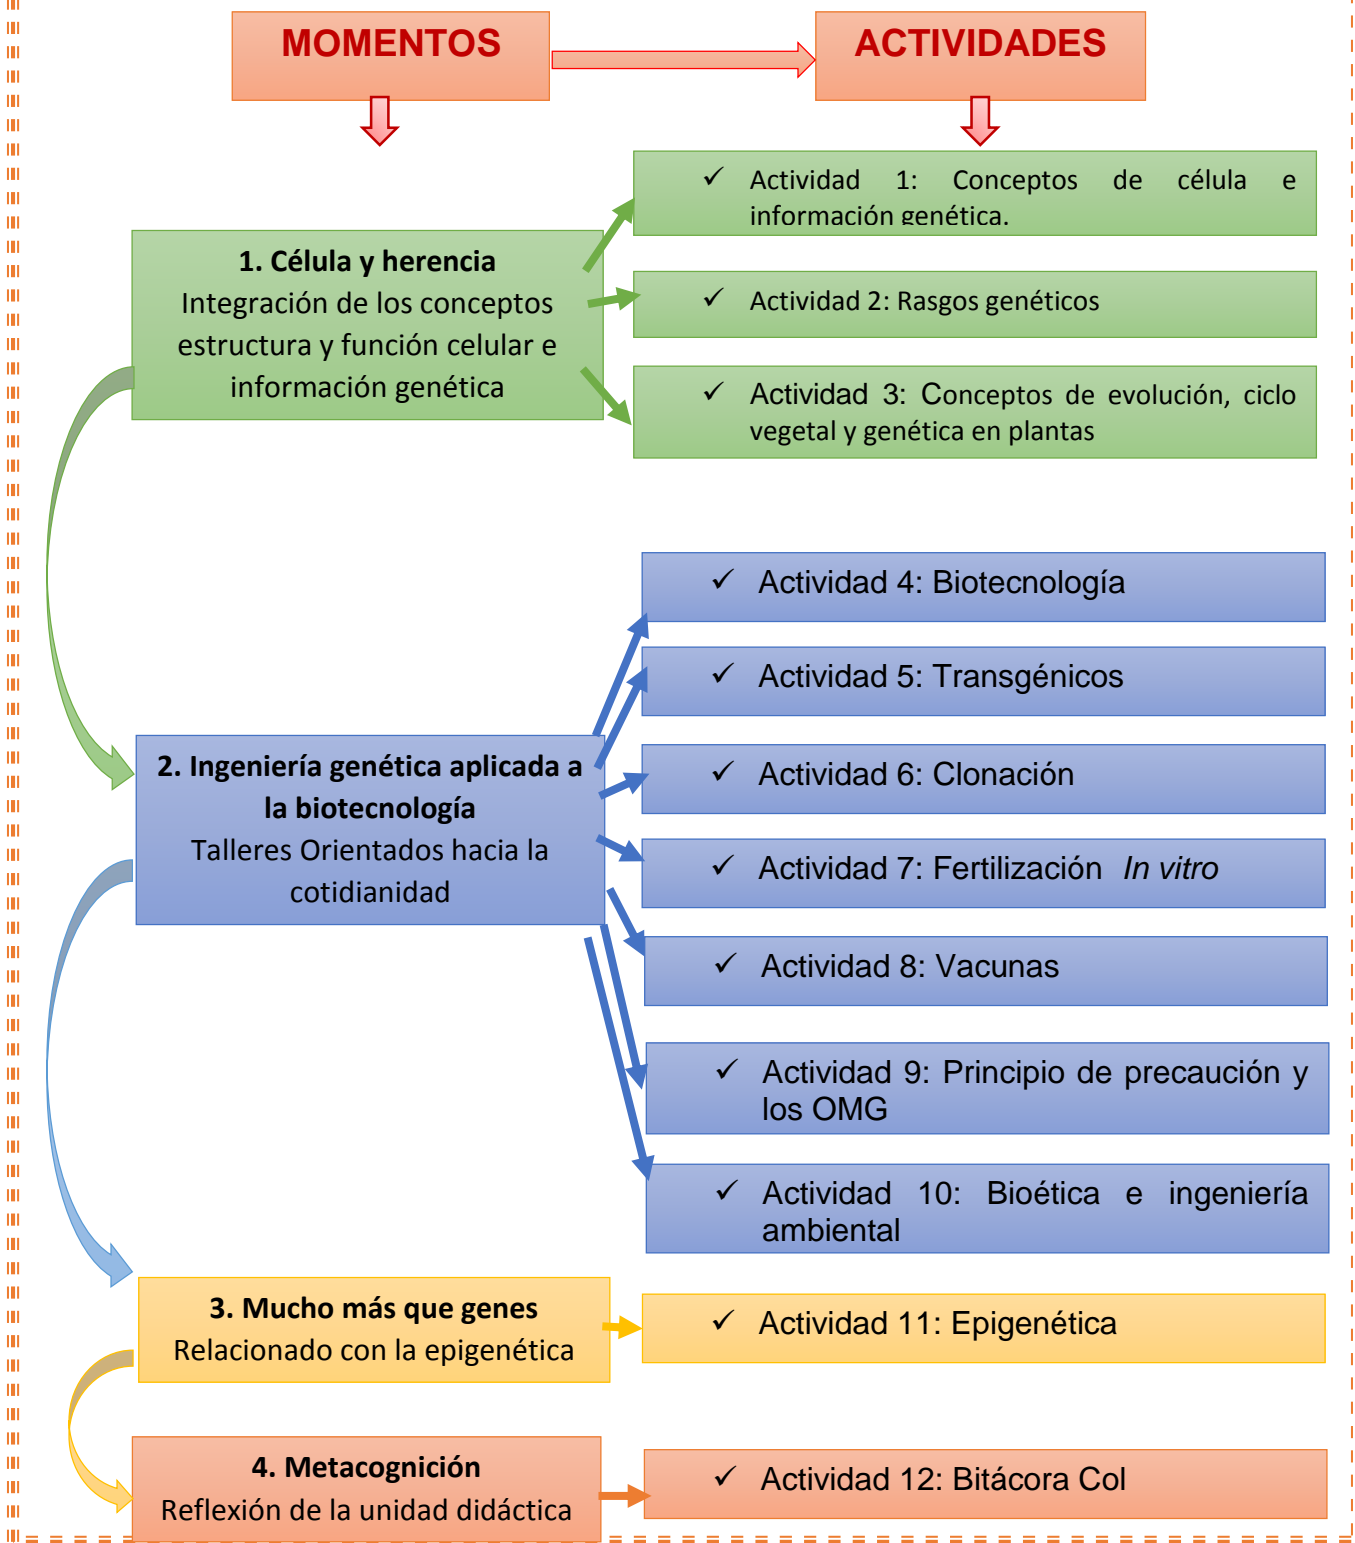 MOMENTOS
ACTIVIDADES
1. Célula y herencia
Integración de los conceptos
estructura y función celular e
información genética
✓ Actividad 1: Conceptos de célula e
información genética.
✓ Actividad 2: Rasgos genéticos
✓ Actividad 3: Conceptos de evolución, ciclo
vegetal y genética en plantas
2. Ingeniería genética aplicada a
la biotecnología
Talleres Orientados hacia la
cotidianidad
✓ Actividad 4: Biotecnología
✓ Actividad 5: Transgénicos
✓ Actividad 6: Clonación
✓ Actividad 7: Fertilización In vitro
✓ Actividad 8: Vacunas
✓ Actividad 9: Principio de precaución y
los OMG
✓ Actividad 10: Bioética e ingeniería
ambiental
3. Mucho más que genes
Relacionado con la epigenética
✓ Actividad 11: Epigenética
4. Metacognición
Reflexión de la unidad didáctica
✓ Actividad 12: Bitácora Col